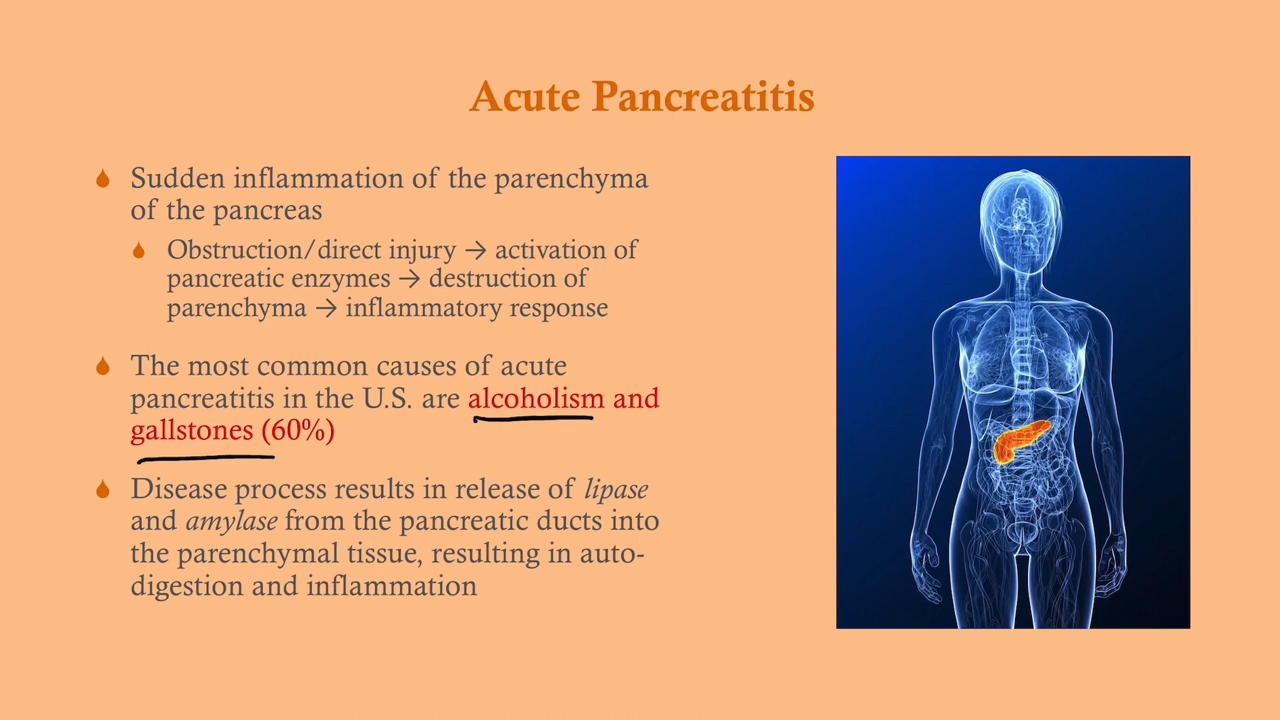 Acute Pancreatitis
Sudden inflammation of the parenchyma
of the pancreas
Obstruction/direct injury → activation of
pancreatic enzymes → destruction of
parenchyma → inflammatory response
The most common causes of acute
pancreatitis in the U.S. are alcoholism and
gallstones (60%)
Disease process results in release of lipase
and amylase from the pancreatic ducts into
the parenchymal tissue, resulting in auto-
digestion and inflammation